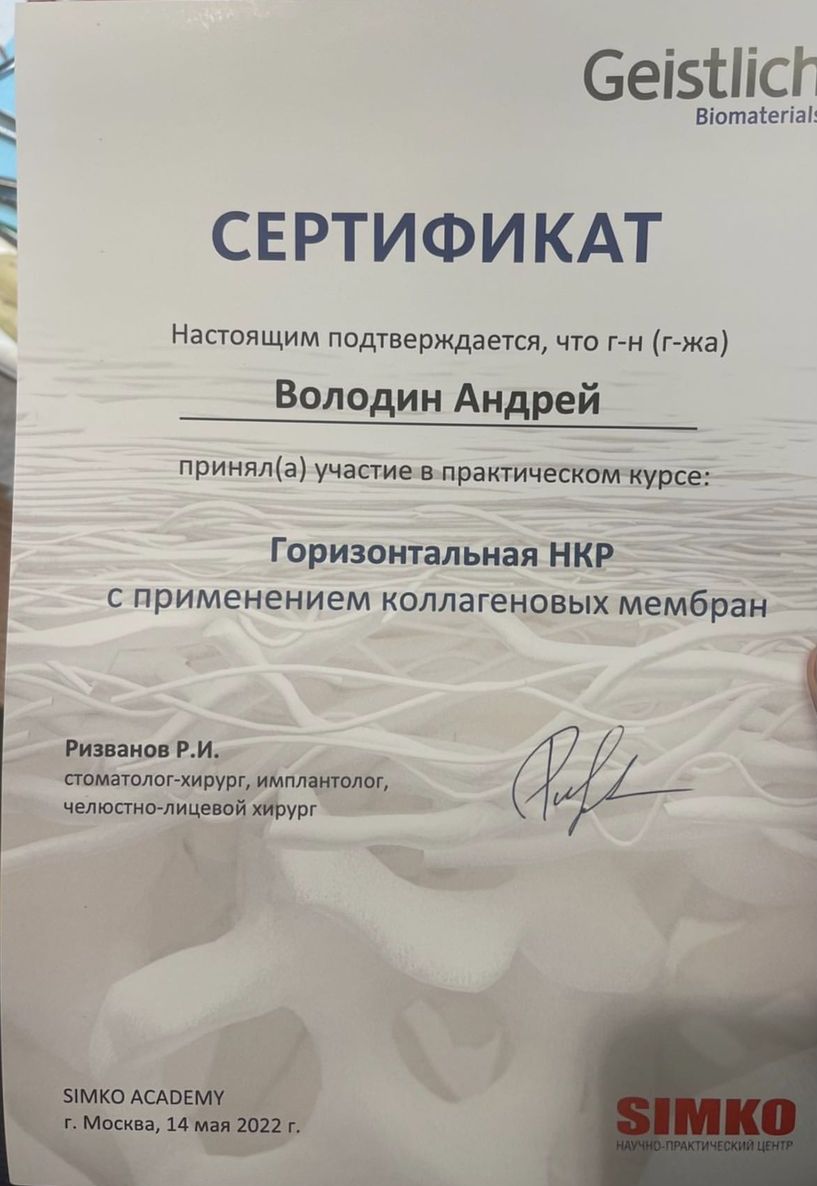 Geistlich
Biomaterials
СЕРТИФИКАТ
Настоящим подтверждается, что г-н (г-жа)
Володин Андрей
принял(а) участие в практическом курсе:
Горизонтальная НКР
с применением коллагеновых мембран
Ризванов Р.И.
стоматолог-хирург, имплантолог,
челюстно-лицевой хирург
SIMKO ACADEMY
г. Москва, 14 мая 2022 г.
SIMKO
НАУЧНО-ПРАКТИЧЕСКИЙ ЦЕНТР